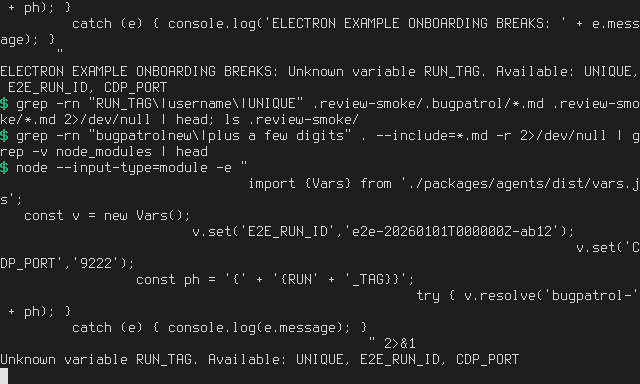 + ph); }
         catch (e) { console.log('ELECTRON EXAMPLE ONBOARDING BREAKS: ' + e.mess
age); }
       "
ELECTRON EXAMPLE ONBOARDING BREAKS: Unknown variable RUN_TAG. Available: UNIQUE,
 E2E_RUN_ID, CDP_PORT
$ grep -rn "RUN_TAG\|username\|UNIQUE" .review-smoke/.bugpatrol/*.md .review-smo
ke/*.md 2>/dev/null | head; ls .review-smoke/
$ grep -rn "bugpatrolnew\|plus a few digits" . --include=*.md -r 2>/dev/null | g
rep -v node_modules | head
$ node --input-type=module -e "
                               import {Vars} from './packages/agents/dist/vars.j
s';
   const v = new Vars();
                        v.set('E2E_RUN_ID','e2e-20260101T000000Z-ab12');
                                                                        v.set('C
DP_PORT','9222');
                 const ph = '{' + '{RUN' + '_TAG}}';
                                                    try { v.resolve('bugpatrol-'
 + ph); }
         catch (e) { console.log(e.message); }
                                              " 2>&1
Unknown variable RUN_TAG. Available: UNIQUE, E2E_RUN_ID, CDP_PORT